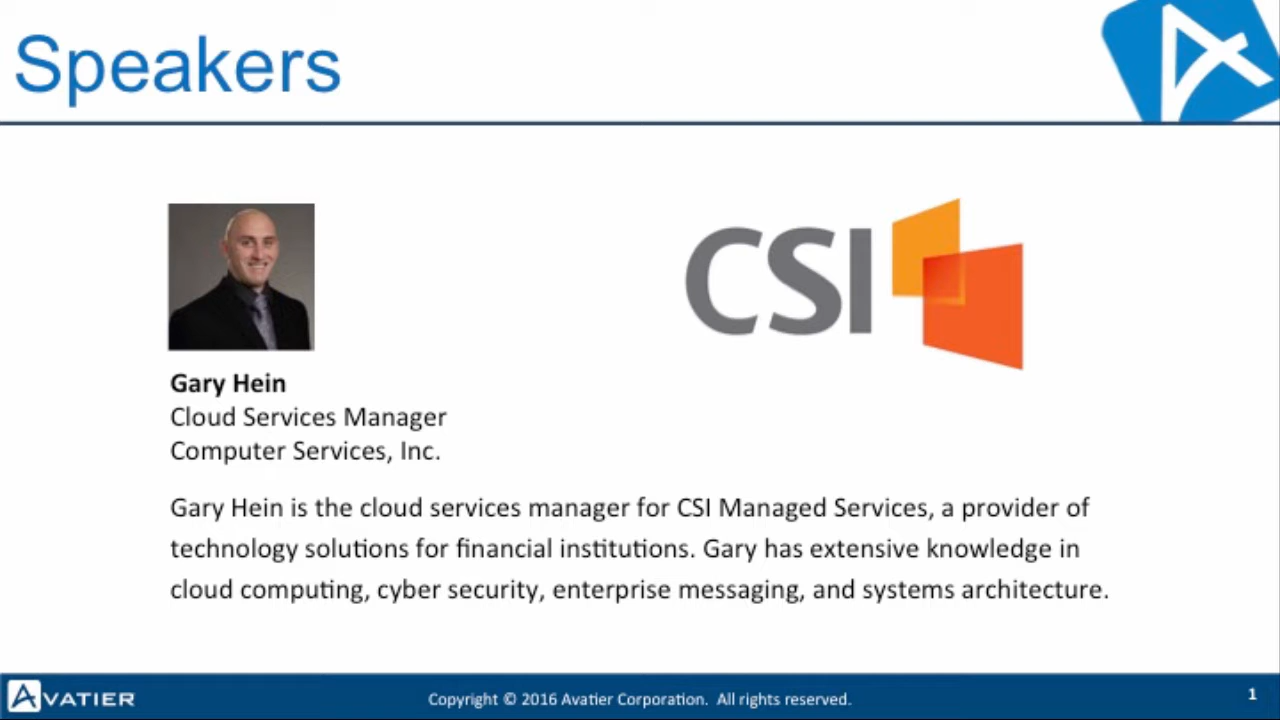 Speakers
CSI
Gary Hein
Cloud Services Manager
Computer Services, Inc.
Gary Hein is the cloud services manager for CSI Managed Services, a provider of
technology solutions for financial institutions. Gary has extensive knowledge in
cloud computing, cyber security, enterprise messaging, and systems architecture.
AVATIER
Copyright © 2016 Avatier Corporation. All rights reserved.
1